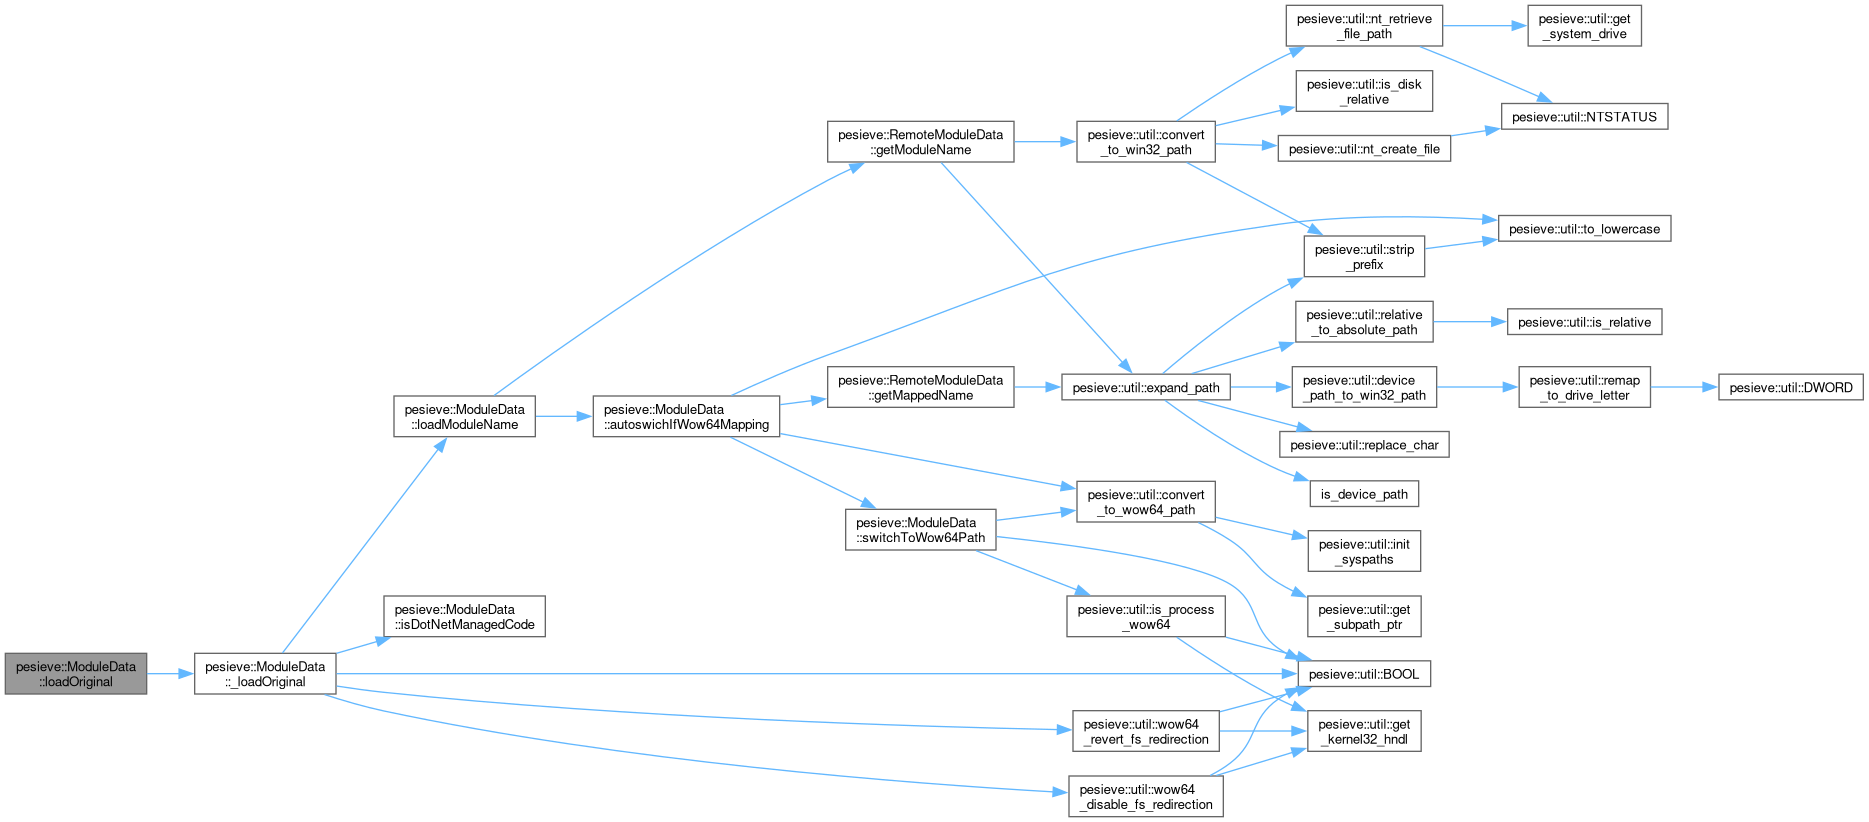 pesieve::ModuleData
::loadOriginal
pesieve::ModuleData
::_loadOriginal
pesieve::ModuleData
::loadModuleName
pesieve::ModuleData
::isDotNetManagedCode
pesieve::ModuleData
::autoswichIfWow64Mapping
pesieve::RemoteModuleData
::getModuleName
pesieve::RemoteModuleData
::getMappedName
pesieve::ModuleData
::switchToWow64Path
pesieve::util::convert
_to_win32_path
pesieve::util::expand_path
pesieve::util::convert
_to_wow64_path
pesieve::util::is_process
_wow64
pesieve::util::wow64
_revert_fs_redirection
pesieve::util::wow64
_disable_fs_redirection
pesieve::util::nt_retrieve
_file_path
pesieve::util::is_disk
_relative
pesieve::util::nt_create_file
pesieve::util::strip
_prefix
pesieve::util::relative
_to_absolute_path
pesieve::util::device
_path_to_win32_path
pesieve::util::replace_char
is_device_path
pesieve::util::init
_syspaths
pesieve::util::get
_subpath_ptr
pesieve::util::BOOL
pesieve::util::get
_kernel32_hndl
pesieve::util::get
_system_drive
pesieve::util::NTSTATUS
pesieve::util::to_lowercase
pesieve::util::is_relative
pesieve::util::remap
_to_drive_letter
pesieve::util::DWORD